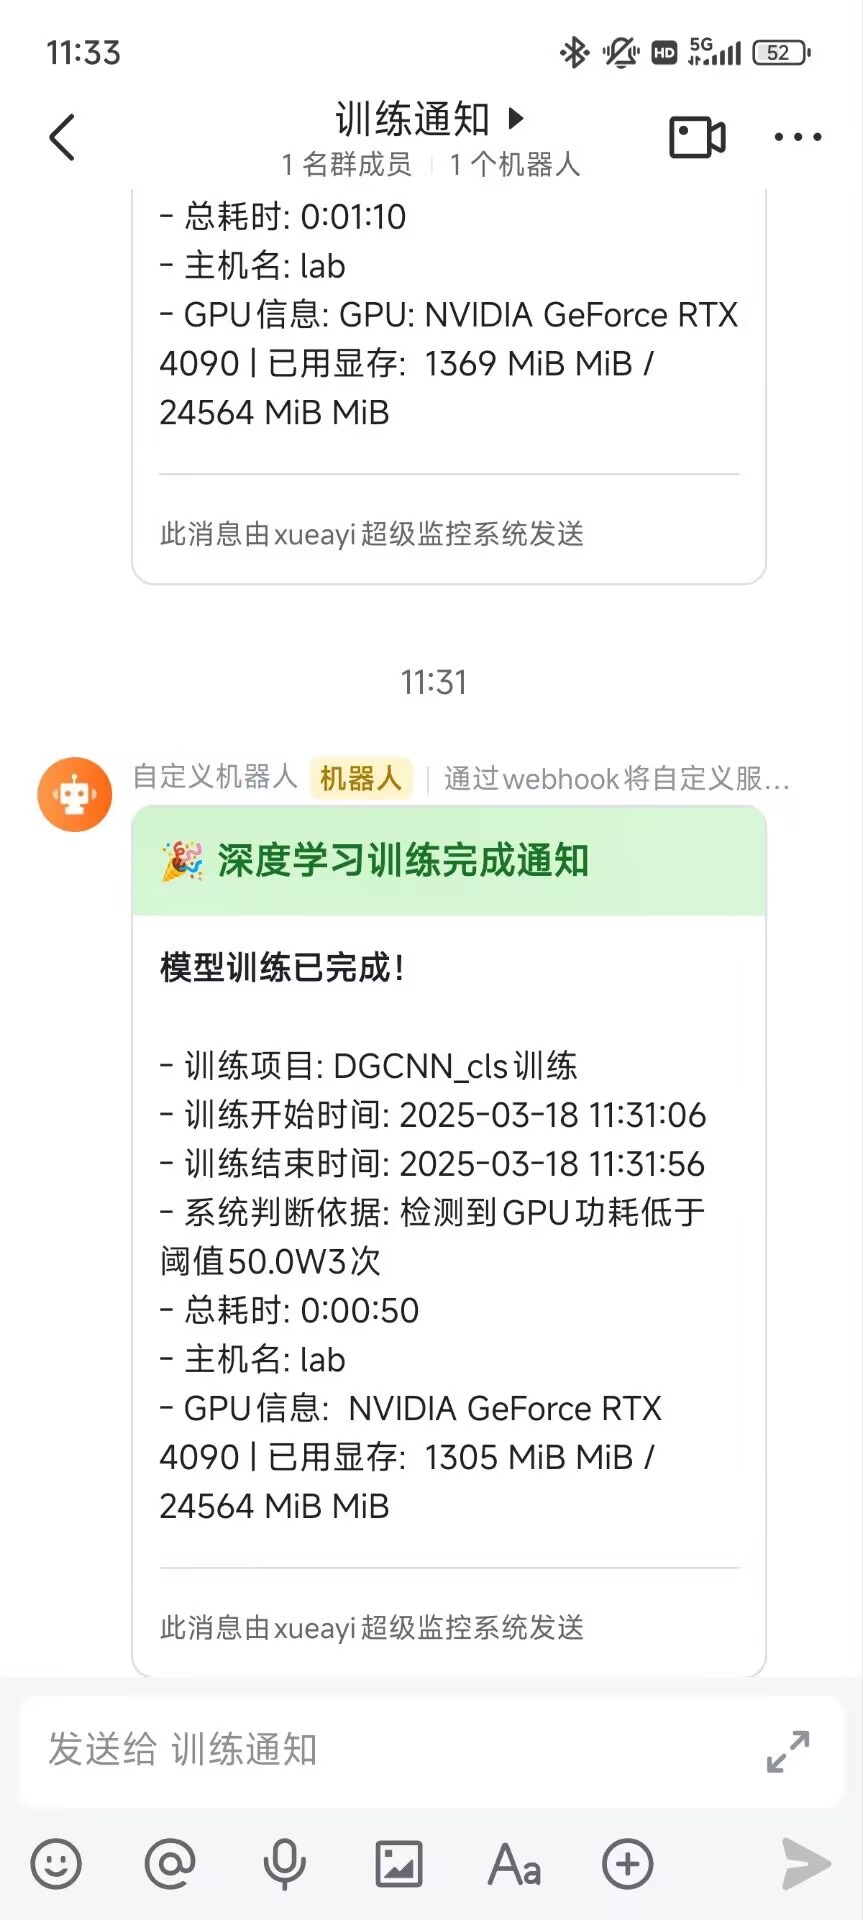 11:33
HD 5G 52
训练通知
1 名群成员 | 1 个机器人
- 总耗时: 0:01:10
- 主机名: lab
- GPU信息: GPU: NVIDIA GeForce RTX
4090 | 已用显存: 1369 MiB MiB /
24564 MiB MiB
此消息由xueayi超级监控系统发送
11:31
自定义机器人 机器人 | 通过webhook将自定义服...
🎉 深度学习训练完成通知
模型训练已完成!
- 训练项目: DGCNN_cls训练
- 训练开始时间: 2025-03-18 11:31:06
- 训练结束时间: 2025-03-18 11:31:56
- 系统判断依据: 检测到GPU功耗低于
阈值50.0W3次
- 总耗时: 0:00:50
- 主机名: lab
- GPU信息: NVIDIA GeForce RTX
4090 | 已用显存: 1305 MiB MiB /
24564 MiB MiB
此消息由xueayi超级监控系统发送
发送给 训练通知
Aa